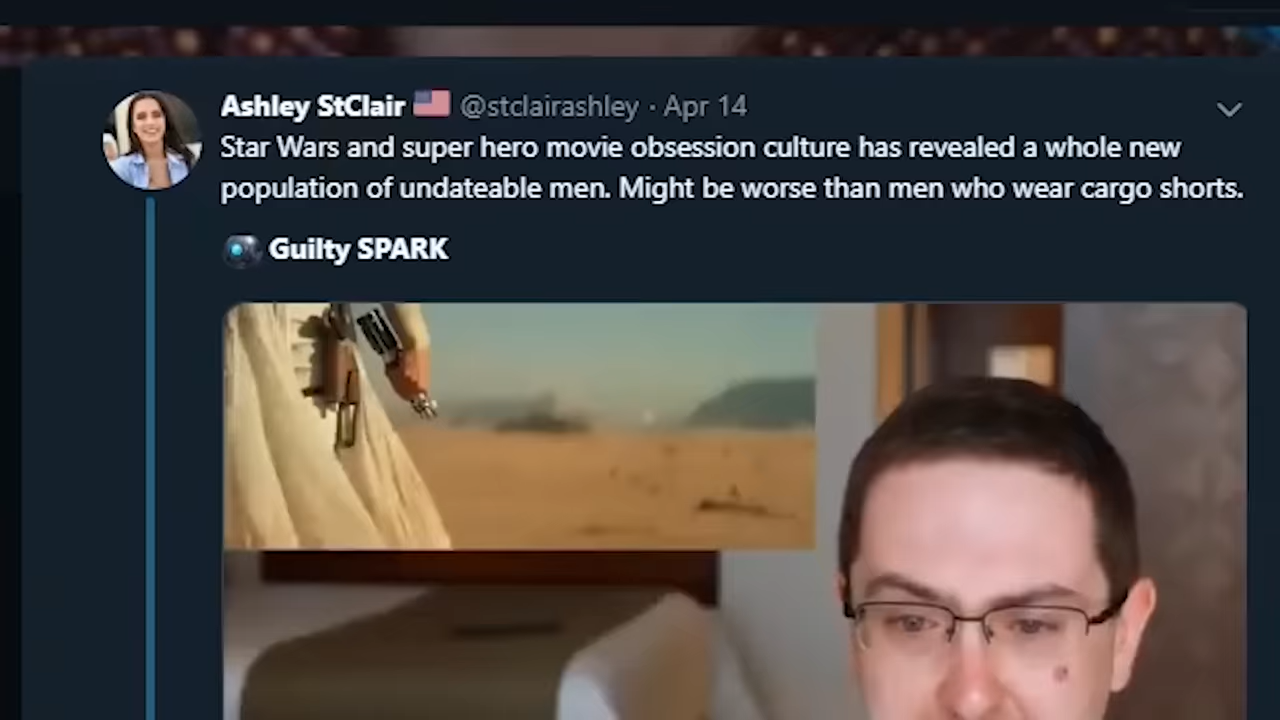 Ashley StClair 🇺🇸 @stclairashley · Apr 14
Star Wars and super hero movie obsession culture has revealed a whole new
population of undateable men. Might be worse than men who wear cargo shorts.
Guilty SPARK